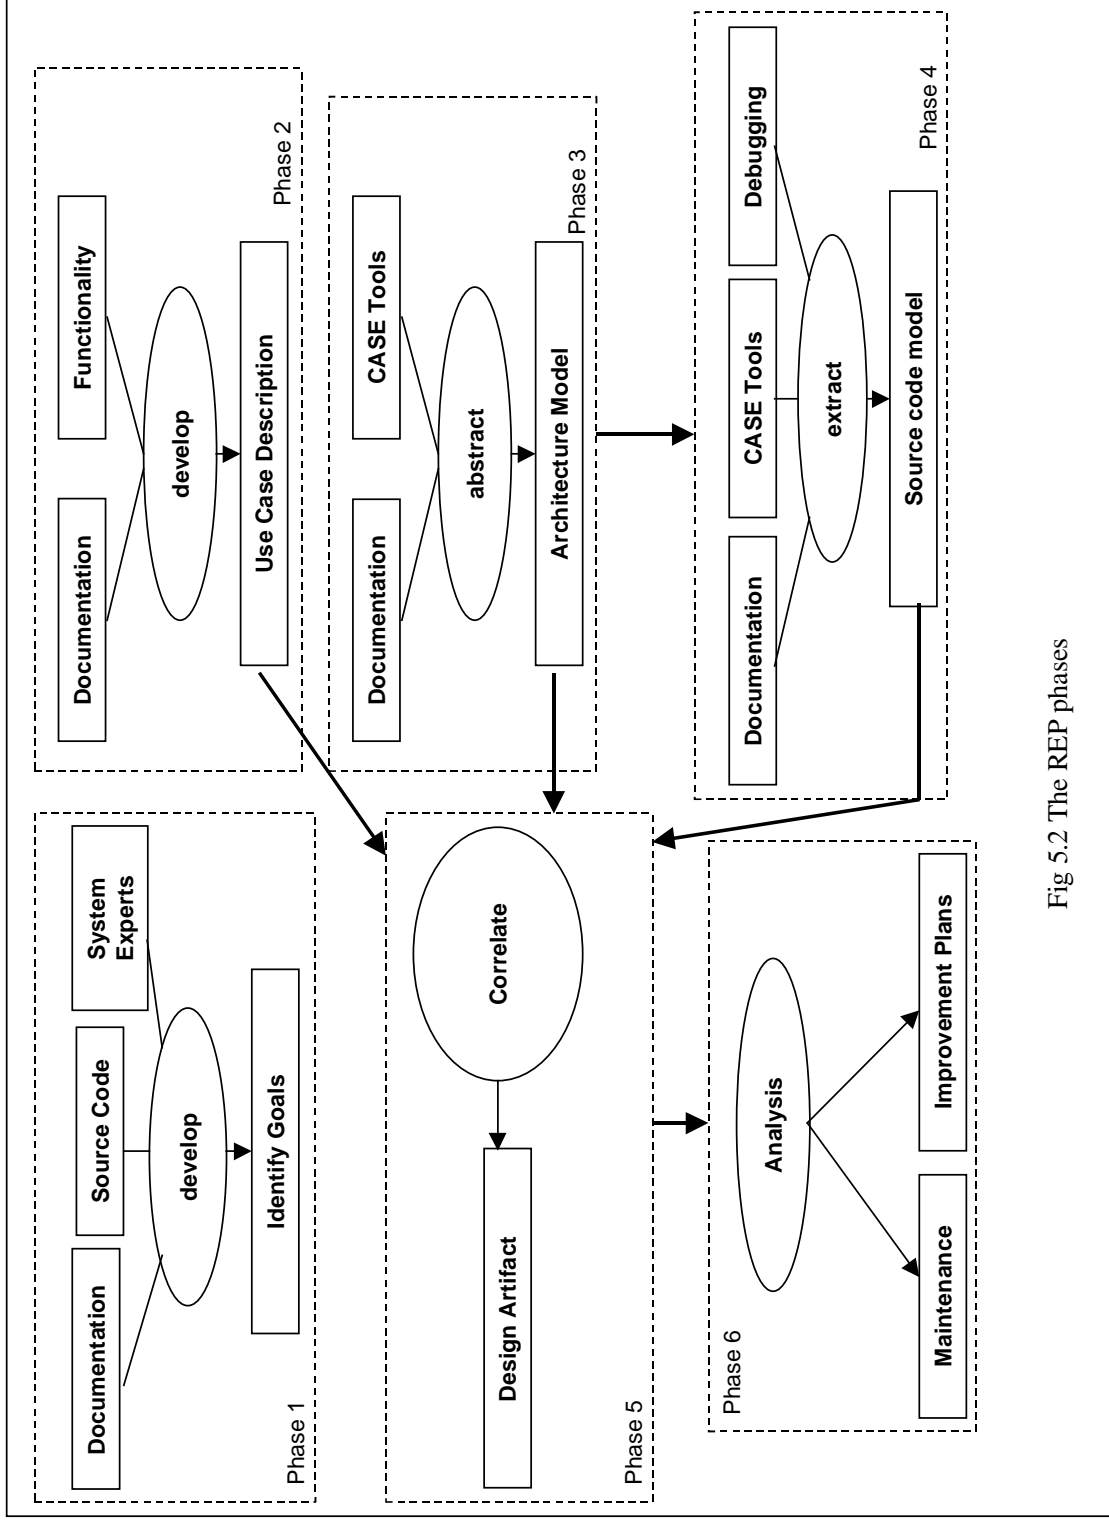 Documentation
Source Code
System
Experts
develop
Identify Goals
Phase 1
Documentation
Functionality
develop
Use Case Description
Phase 2
Documentation
CASE Tools
abstract
Architecture Model
Phase 3
Documentation
CASE Tools
Debugging
extract
Source code model
Phase 4
Correlate
Design Artifact
Phase 5
Phase 6
Analysis
Maintenance
Improvement Plans
Fig 5.2 The REP phases